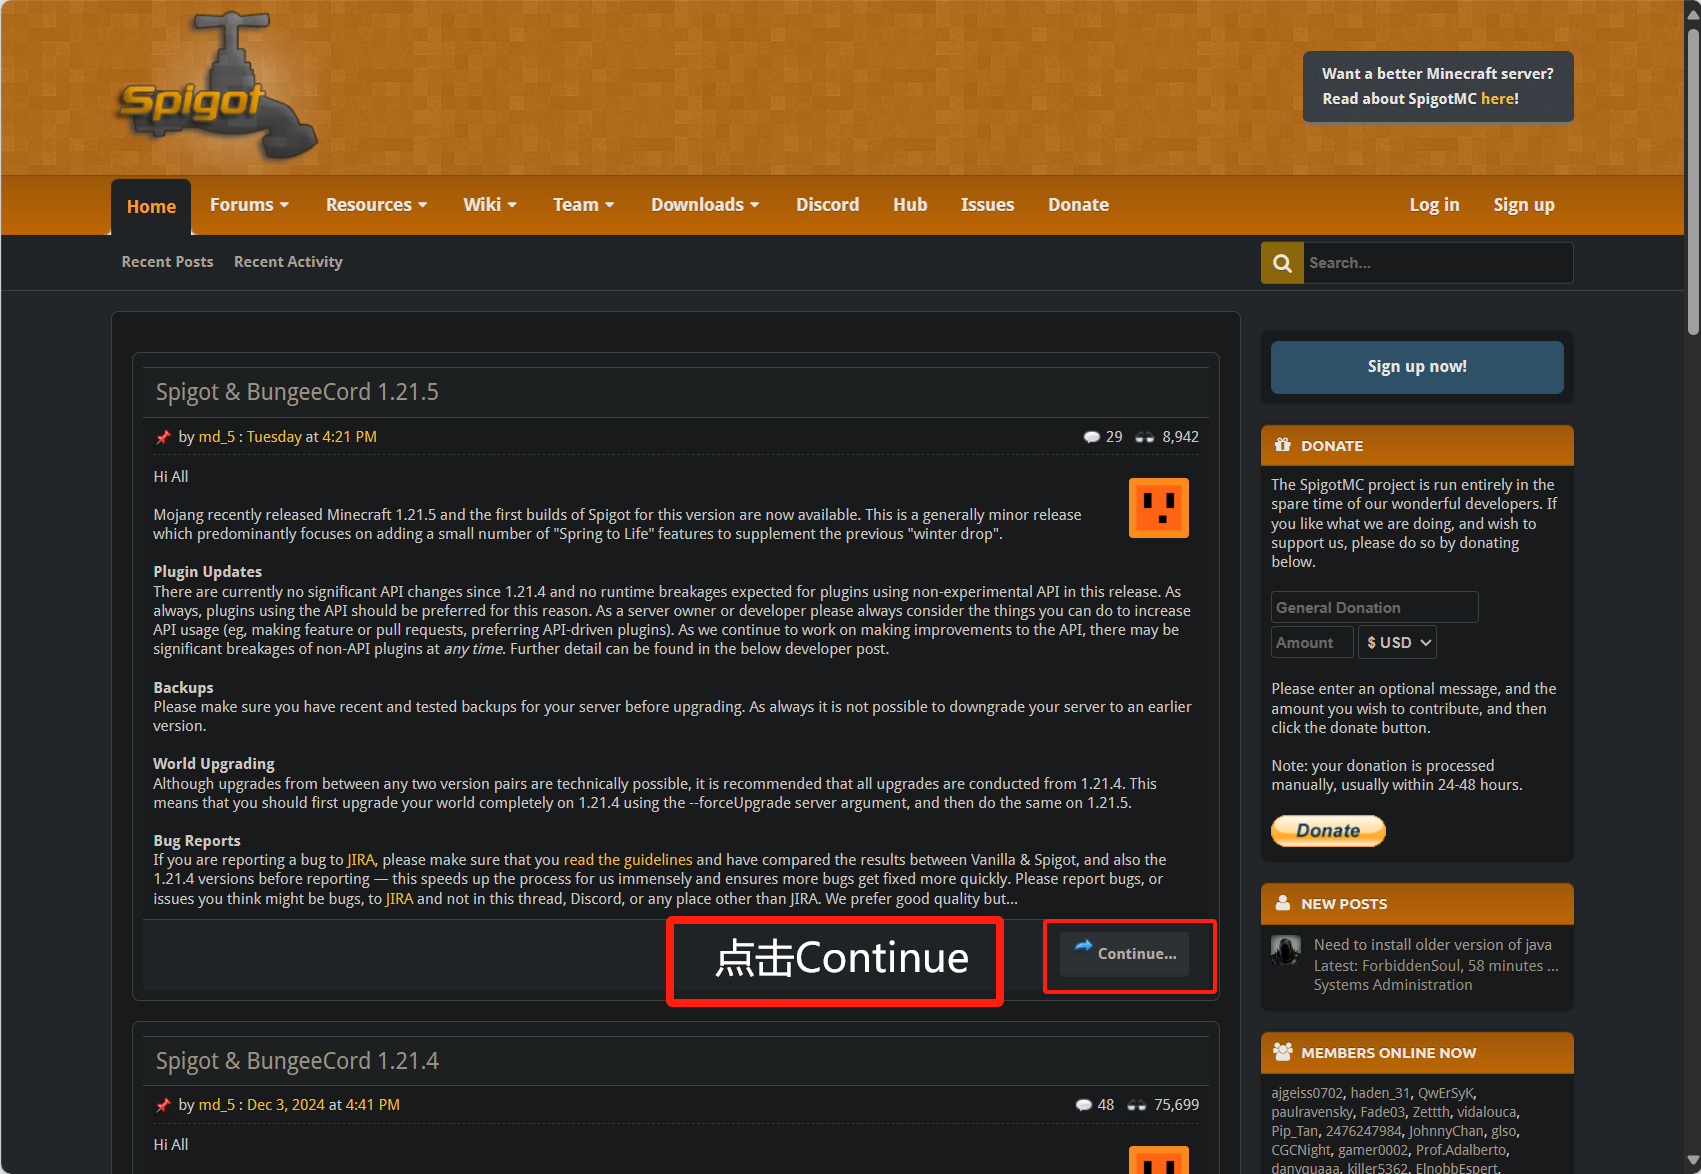 Spigot
Want a better Minecraft server?
Read about SpigotMC here!
Home
Forums
Resources
Wiki
Team
Downloads
Discord
Hub
Issues
Donate
Log in
Sign up
Recent Posts
Recent Activity
Search...
Spigot & BungeeCord 1.21.5
by md_5 : Tuesday at 4:21 PM
29
8,942
Hi All
Mojang recently released Minecraft 1.21.5 and the first builds of Spigot for this version are now available. This is a generally minor release
which predominantly focuses on adding a small number of "Spring to Life" features to supplement the previous "winter drop".
Plugin Updates
There are currently no significant API changes since 1.21.4 and no runtime breakages expected for plugins using non-experimental API in this release. As
always, plugins using the API should be preferred for this reason. As a server owner or developer please always consider the things you can do to increase
API usage (eg, making feature or pull requests, preferring API-driven plugins). As we continue to work on making improvements to the API, there may be
significant breakages of non-API plugins at any time. Further detail can be found in the below developer post.
Backups
Please make sure you have recent and tested backups for your server before upgrading. As always it is not possible to downgrade your server to an earlier
version.
World Upgrading
Although upgrades from between any two version pairs are technically possible, it is recommended that all upgrades are conducted from 1.21.4. This
means that you should first upgrade your world completely on 1.21.4 using the --forceUpgrade server argument, and then do the same on 1.21.5.
Bug Reports
If you are reporting a bug to JIRA, please make sure that you read the guidelines and have compared the results between Vanilla & Spigot, and also the
1.21.4 versions before reporting — this speeds up the process for us immensely and ensures more bugs get fixed more quickly. Please report bugs, or
issues you think might be bugs, to JIRA and not in this thread, Discord, or any place other than JIRA. We prefer good quality but...
点击Continue
Continue...
Spigot & BungeeCord 1.21.4
by md_5 : Dec 3, 2024 at 4:41 PM
48
75,699
Hi All
Sign up now!
DONATE
The SpigotMC project is run entirely in the
spare time of our wonderful developers. If
you like what we are doing, and wish to
support us, please do so by donating
below.
General Donation
Amount
$ USD
Please enter an optional message, and the
amount you wish to contribute, and then
click the donate button.
Note: your donation is processed
manually, usually within 24-48 hours.
Donate
NEW POSTS
Need to install older version of java
Latest: ForbiddenSoul, 58 minutes ...
Systems Administration
MEMBERS ONLINE NOW
ajgeiss0702, haden_31, QwErSyK,
paulravensky, Fade03, Zettth, vidalouca,
Pip_Tan, 2476247984, JohnnyChan, glso,
CGCNight, gamer0002, Prof.Adalberto,
danyquaaa, killer5362, ElnobbEspert,